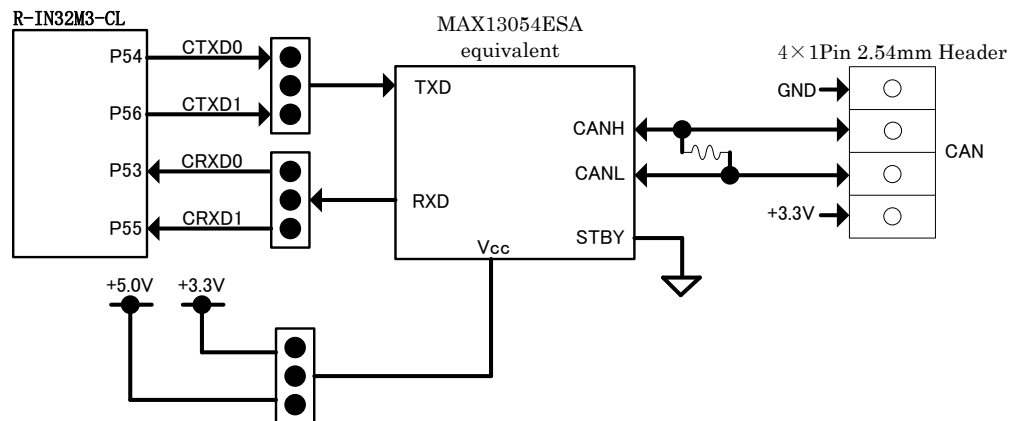 R-IN32M3-CL
MAX13054ESA
equivalent
4×1Pin 2.54mm Header
P54
CTXD0
TXD
GND
P56
CTXD1
CANH
CAN
P53
CRXD0
CANL
RXD
P55
CRXD1
+3.3V
STBY
Vcc
+5.0V
+3.3V